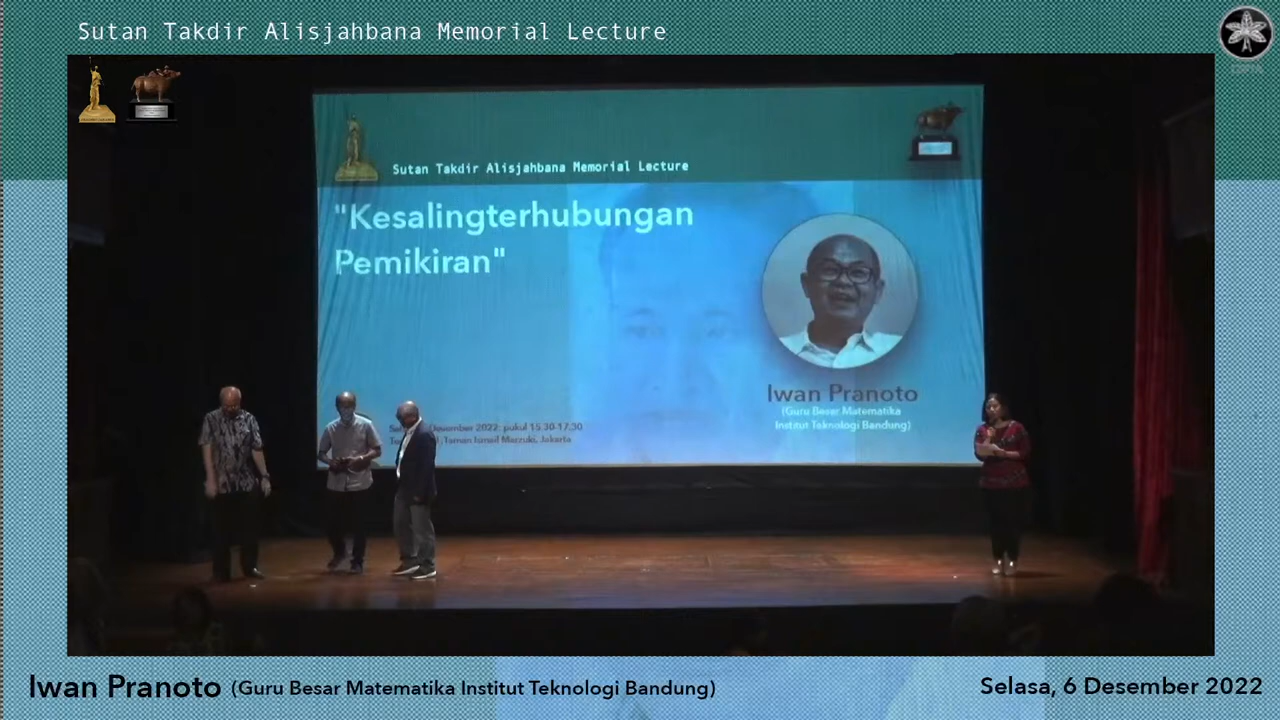 Sutan Takdir Alisjahbana Memorial Lecture
Sutan Takdir Alisjahbana Memorial Lecture
"Kesalingterhubungan
Pemikiran"
Iwan Pranoto
(Guru Besar Matematika
Institut Teknologi Bandung)
Desember 2022: pukul 15.30-17.30
Taman Ismail Marzuki, Jakarta
Iwan Pranoto (Guru Besar Matematika Institut Teknologi Bandung)
Selasa, 6 Desember 2022